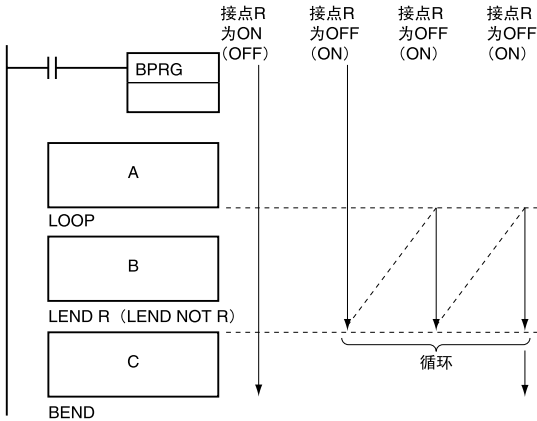 接点R
为ON
（OFF）
接点R
为OFF
（ON）
接点R
为OFF
（ON）
接点R
为OFF
（ON）
BPRG
A
LOOP
B
LEND R（LEND NOT R）
C
循环
BEND